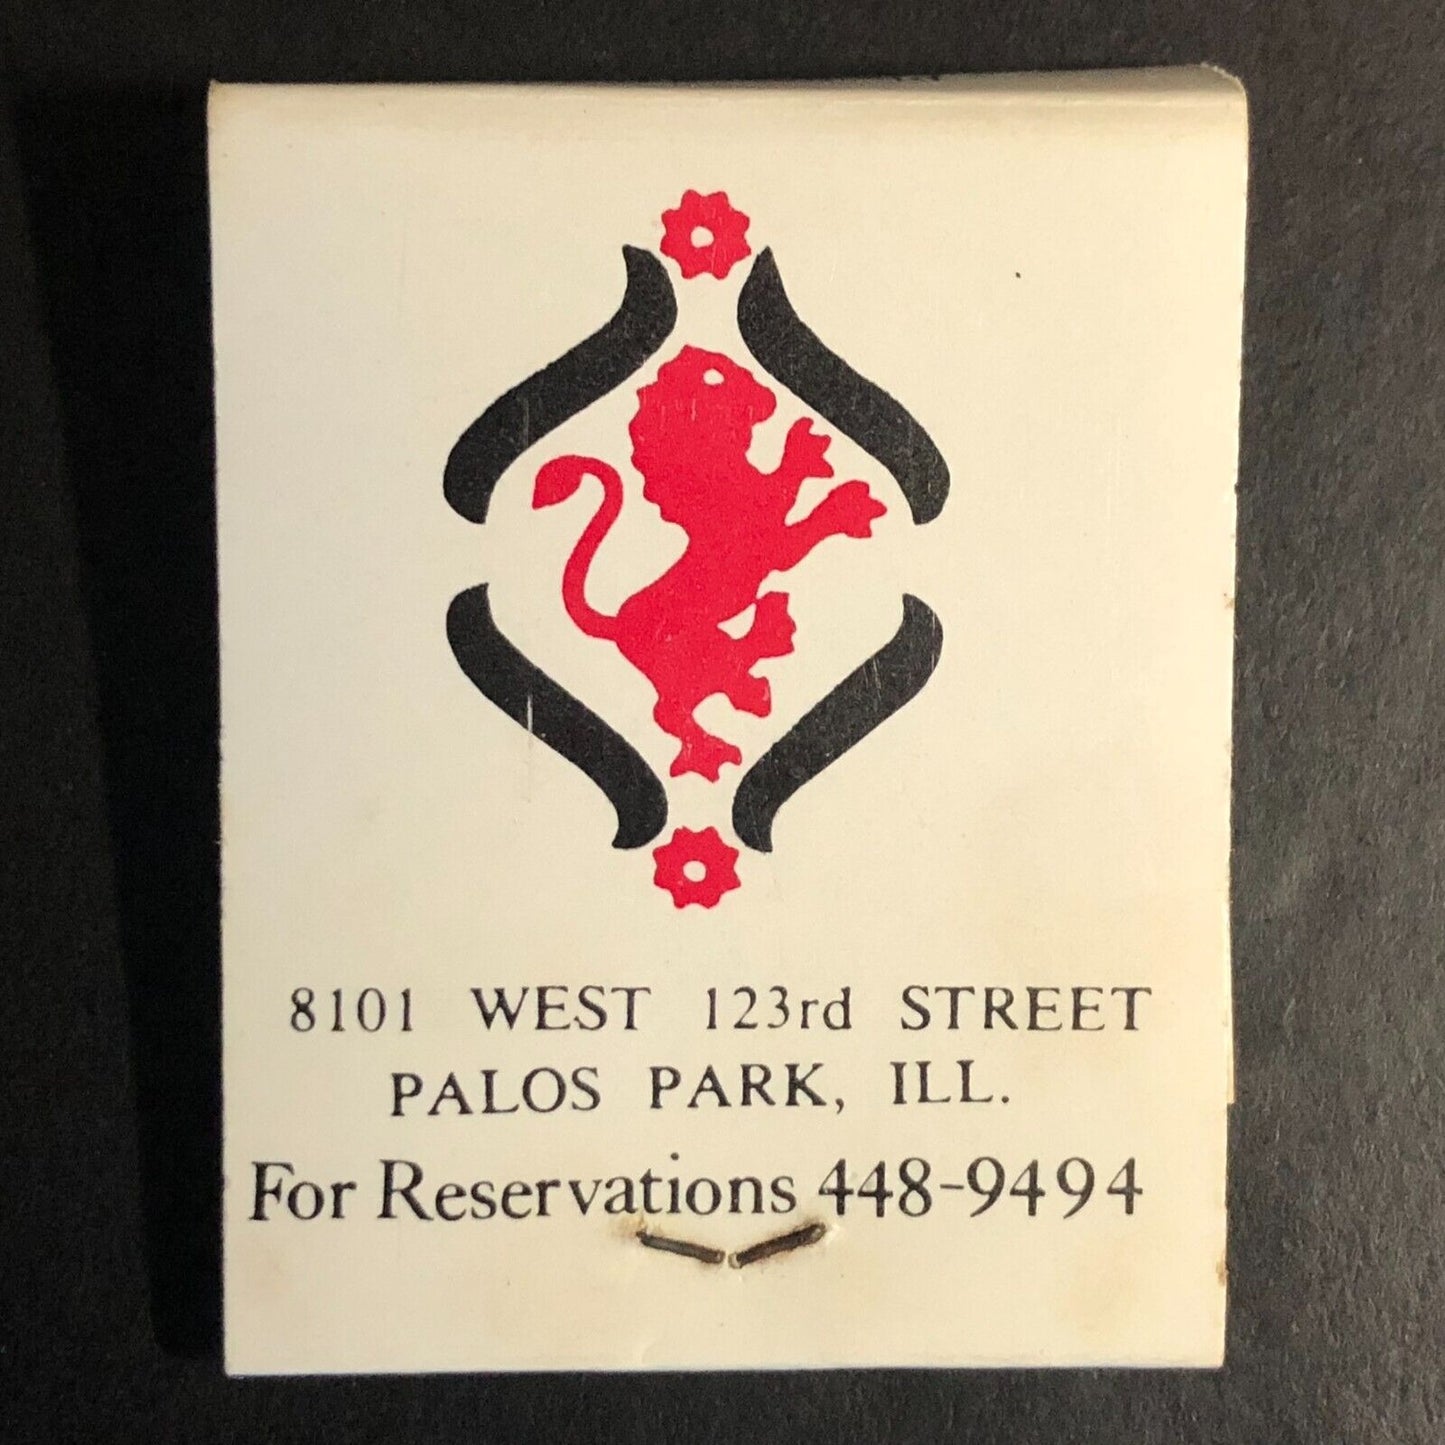 8101 WEST 123rd STREET
PALOS PARK, ILL.
For Reservations 448-9494